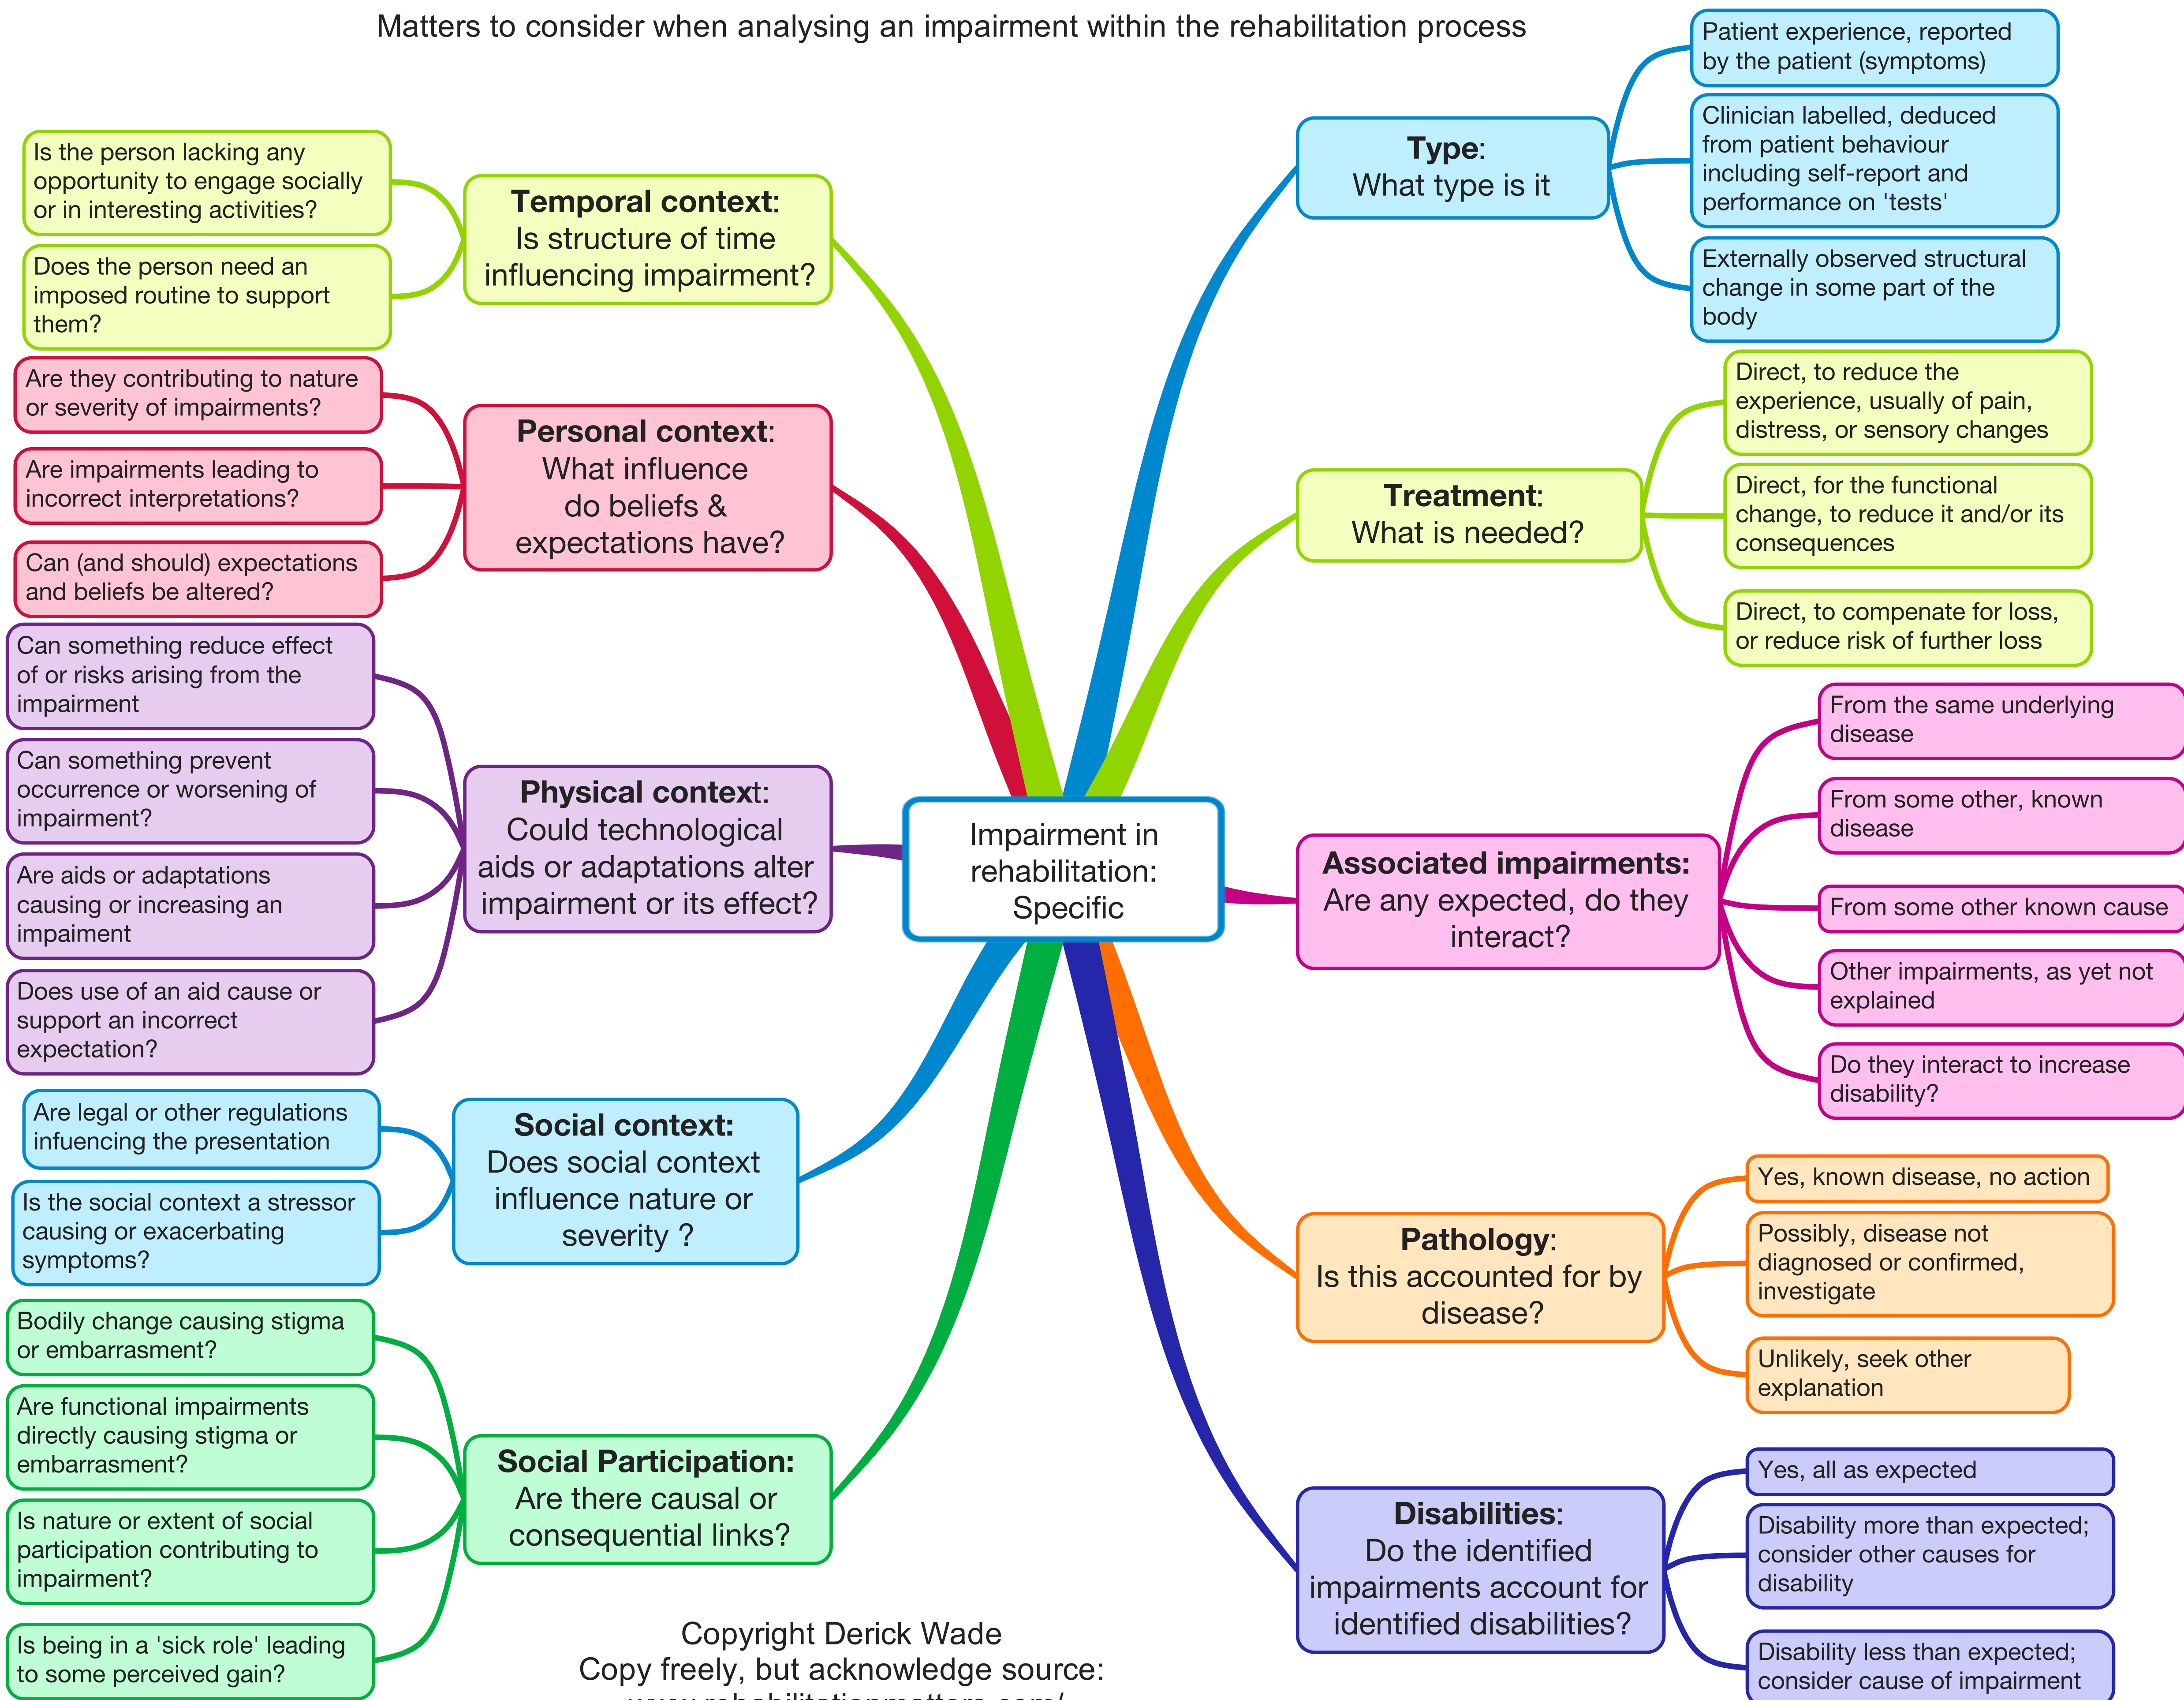 Matters to consider when analysing an impairment within the rehabilitation process
Impairment in
rehabilitation:
Specific
Type:
What type is it
Patient experience, reported
by the patient (symptoms)
Clinician labelled, deduced
from patient behaviour
including self-report and
performance on 'tests'
Externally observed structural
change in some part of the
body
Treatment:
What is needed?
Direct, to reduce the
experience, usually of pain,
distress, or sensory changes
Direct, for the functional
change, to reduce it and/or its
consequences
Direct, to compenate for loss,
or reduce risk of further loss
Associated impairments:
Are any expected, do they
interact?
From the same underlying
disease
From some other, known
disease
From some other known cause
Other impairments, as yet not
explained
Do they interact to increase
disability?
Pathology:
Is this accounted for by
disease?
Yes, known disease, no action
Possibly, disease not
diagnosed or confirmed,
investigate
Unlikely, seek other
explanation
Disabilities:
Do the identified
impairments account for
identified disabilities?
Yes, all as expected
Disability more than expected;
consider other causes for
disability
Disability less than expected;
consider cause of impairment
Temporal context:
Is structure of time
influencing impairment?
Is the person lacking any
opportunity to engage socially
or in interesting activities?
Does the person need an
imposed routine to support
them?
Personal context:
What influence
do beliefs &
expectations have?
Are they contributing to nature
or severity of impairments?
Are impairments leading to
incorrect interpretations?
Can (and should) expectations
and beliefs be altered?
Physical context:
Could technological
aids or adaptations alter
impairment or its effect?
Can something reduce effect
of or risks arising from the
impairment
Can something prevent
occurrence or worsening of
impairment?
Are aids or adaptations
causing or increasing an
impaiment
Does use of an aid cause or
support an incorrect
expectation?
Social context:
Does social context
influence nature or
severity ?
Are legal or other regulations
infuencing the presentation
Is the social context a stressor
causing or exacerbating
symptoms?
Social Participation:
Are there causal or
consequential links?
Bodily change causing stigma
or embarrasment?
Are functional impairments
directly causing stigma or
embarrasment?
Is nature or extent of social
participation contributing to
impairment?
Is being in a 'sick role' leading
to some perceived gain?
Copyright Derick Wade
Copy freely, but acknowledge source:
www.rehabilitationmatters.com/